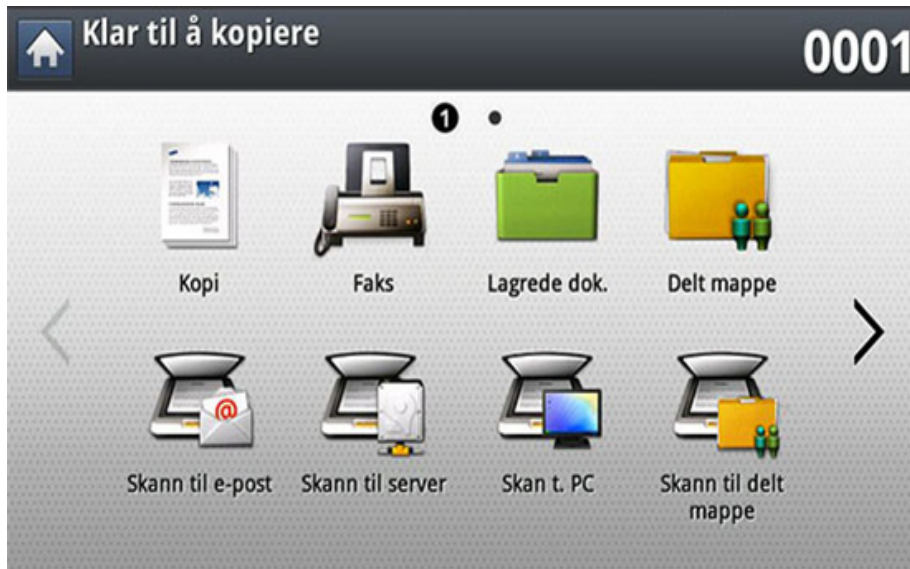 Klar til å kopiere
0001
1
Kopi
Faks
Lagrede dok.
Delt mappe
@
Skann til e-post
Skann til server
Skan t. PC
Skann til delt
mappe